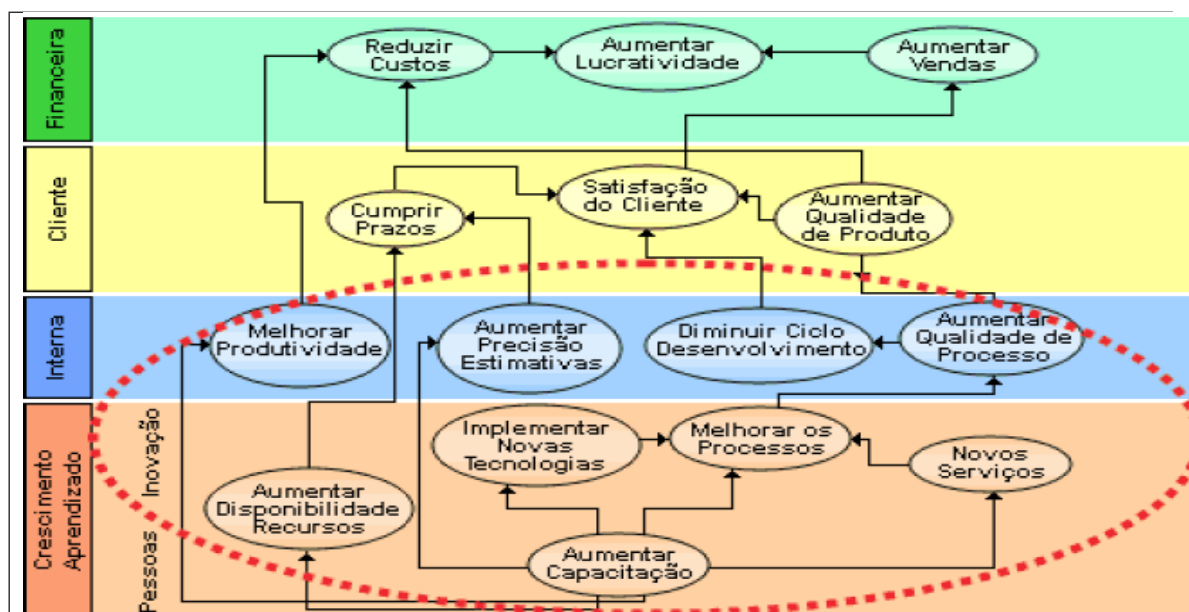 Financeira
Reduzir
Custos
Aumentar
Lucratividade
Aumentar
Vendas
Cliente
Cumprir
Prazos
Satisfação
do Cliente
Aumentar
Qualidade
de Produto
Interna
Melhorar
Produtividade
Aumentar
Precisão
Estimativas
Diminuir Ciclo
Desenvolvimento
Aumentar
Qualidade de
Processo
Crescimento
Aprendizado
Inovação
Pessoas
Implementar
Novas
Tecnologias
Melhorar os
Processos
Novos
Serviços
Aumentar
Disponibilidade
Recursos
Aumentar
Capacitação